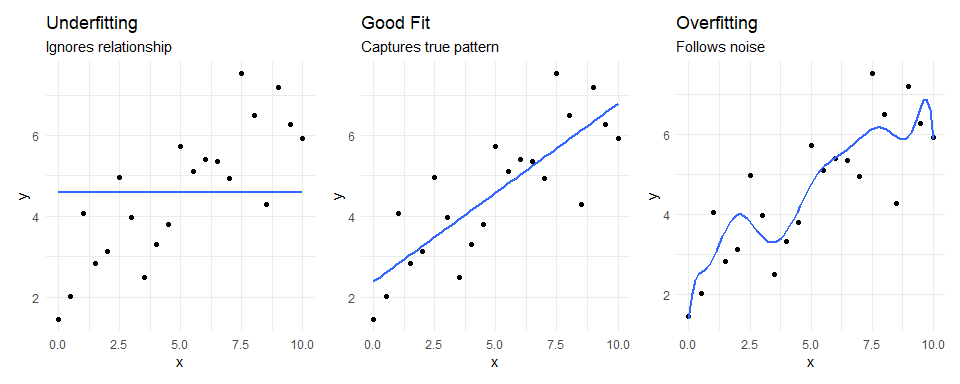 Underfitting
Ignores relationship
y
6
4
2
0.0 2.5 5.0 7.5 10.0
x
Good Fit
Captures true pattern
y
6
4
2
0.0 2.5 5.0 7.5 10.0
x
Overfitting
Follows noise
y
6
4
2
0.0 2.5 5.0 7.5 10.0
x